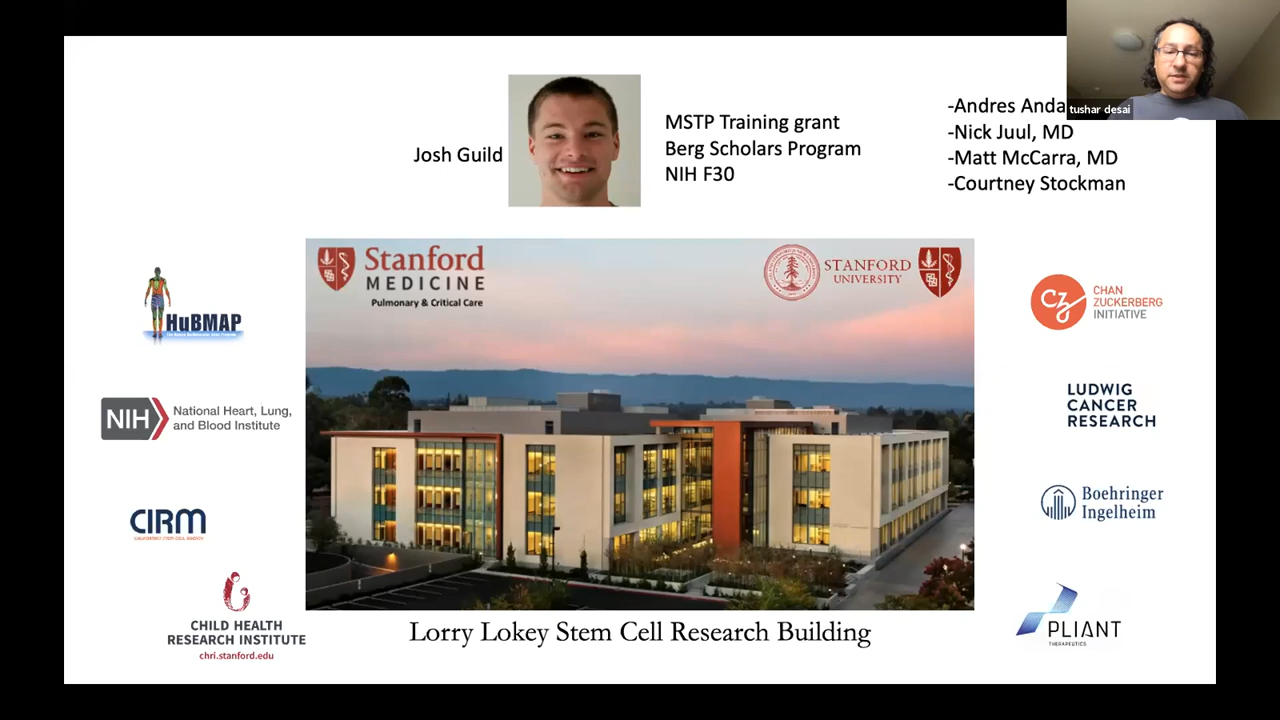 tushar desai
Josh Guild
MSTP Training grant
Berg Scholars Program
NIH F30
-Andres Anda
-Nick Juul, MD
-Matt McCarra, MD
-Courtney Stockman
Stanford
MEDICINE
Pulmonary & Critical Care
STANFORD
UNIVERSITY
HuBMAP
NIH
National Heart, Lung,
and Blood Institute
CIRM
CHILD HEALTH
RESEARCH INSTITUTE
chri.stanford.edu
CZ
CHAN
ZUCKERBERG
INITIATIVE
LUDWIG
CANCER
RESEARCH
Boehringer
Ingelheim
PLIANT
THERAPEUTICS
Lorry Lokey Stem Cell Research Building